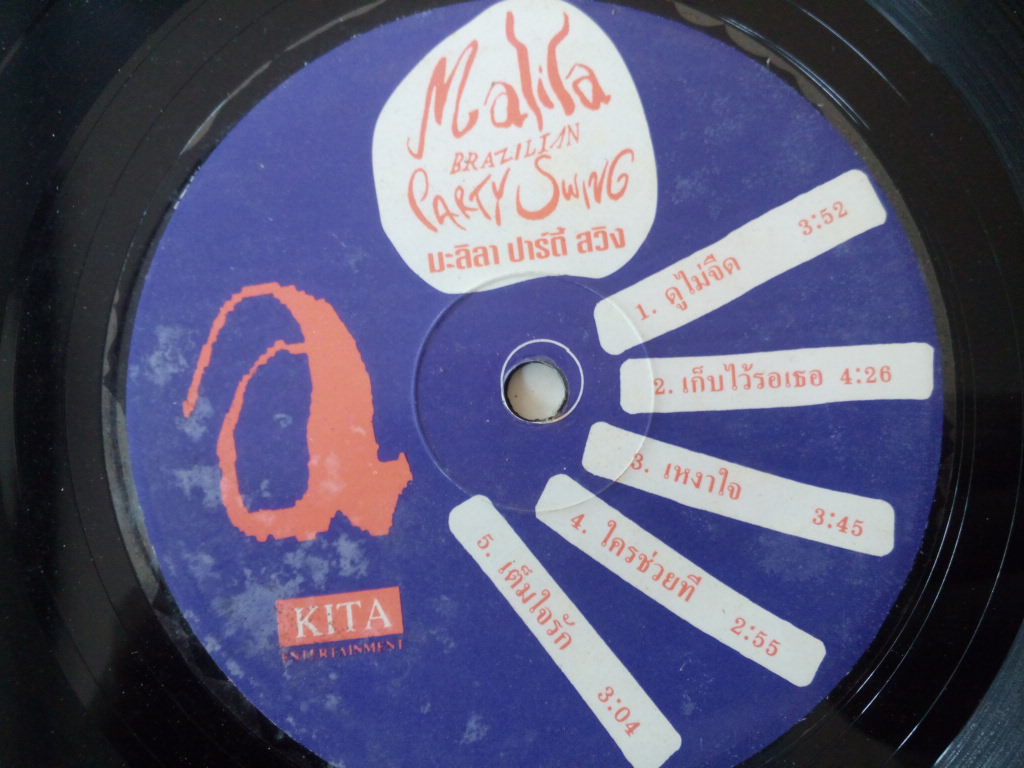 Malila
BRAZILIAN
PARTY SWING
มะลิลา ปาร์ตี้ สวิง
1. ดูไม่จืด 3:52
2. เก็บไว้รอเธอ 4:26
3. เหงาใจ 3:45
4. ใครช่วยที 2:55
5. เต็มใจรัก 3:04
a
KITA
ENTERTAINMENT